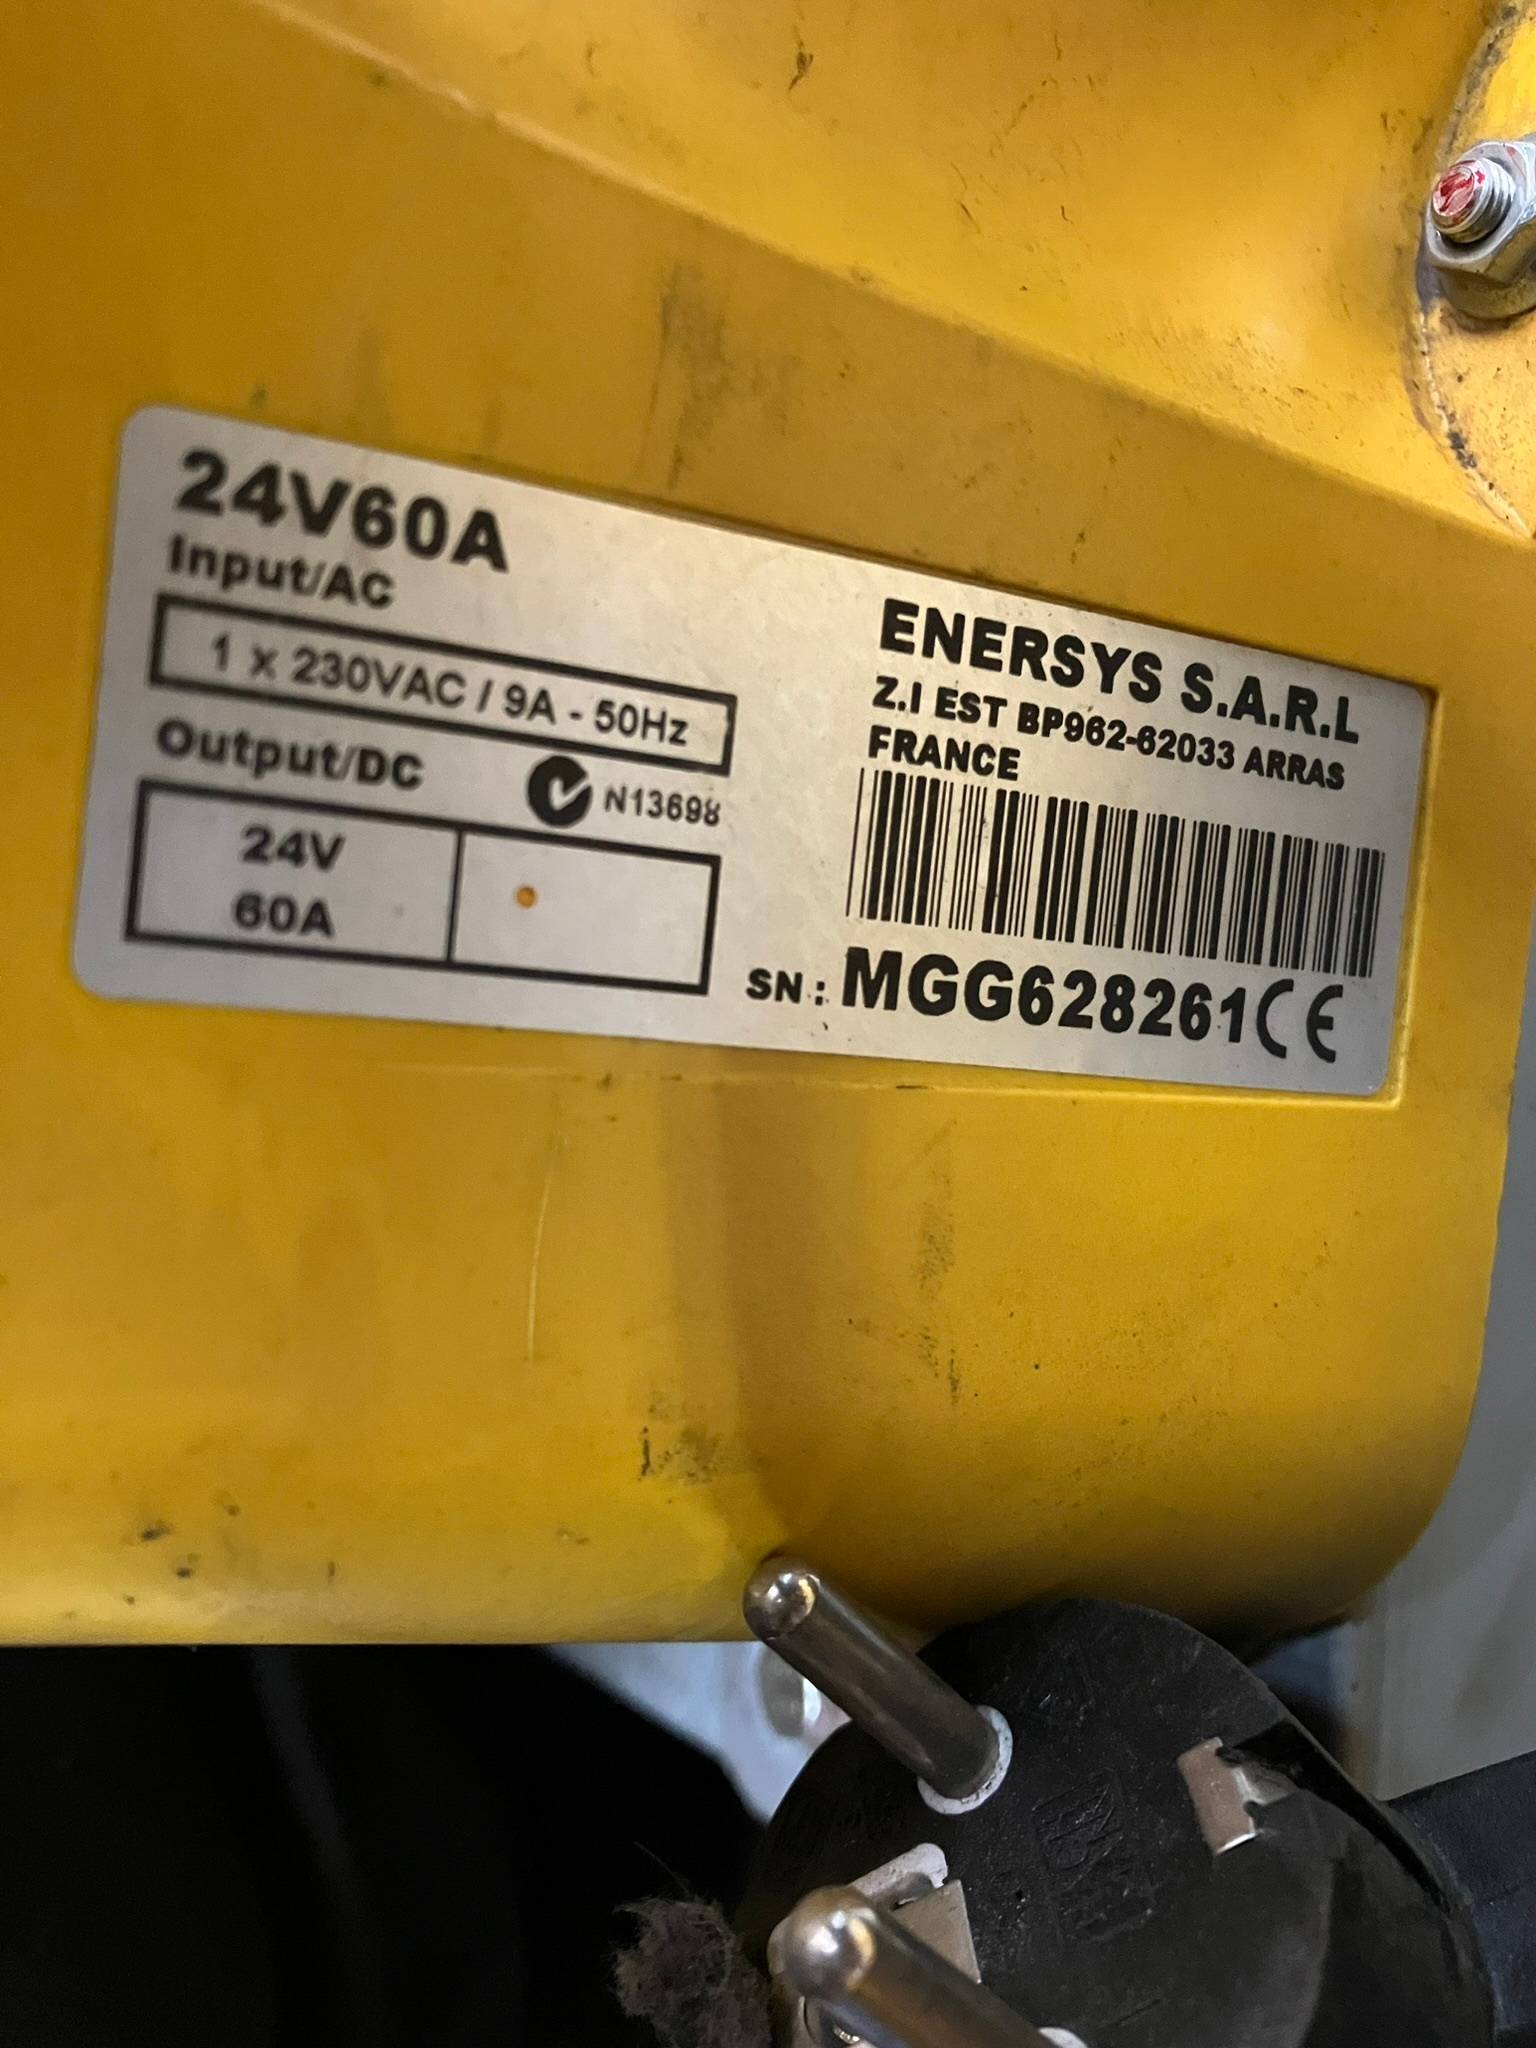 24V60A
Input/AC
1 x 230VAC / 9A - 50Hz
Output/DC
N13698
24V
60A
ENERSYS S.A.R.L
Z.I EST BP962-62033 ARRAS
FRANCE
SN : MGG628261 CE